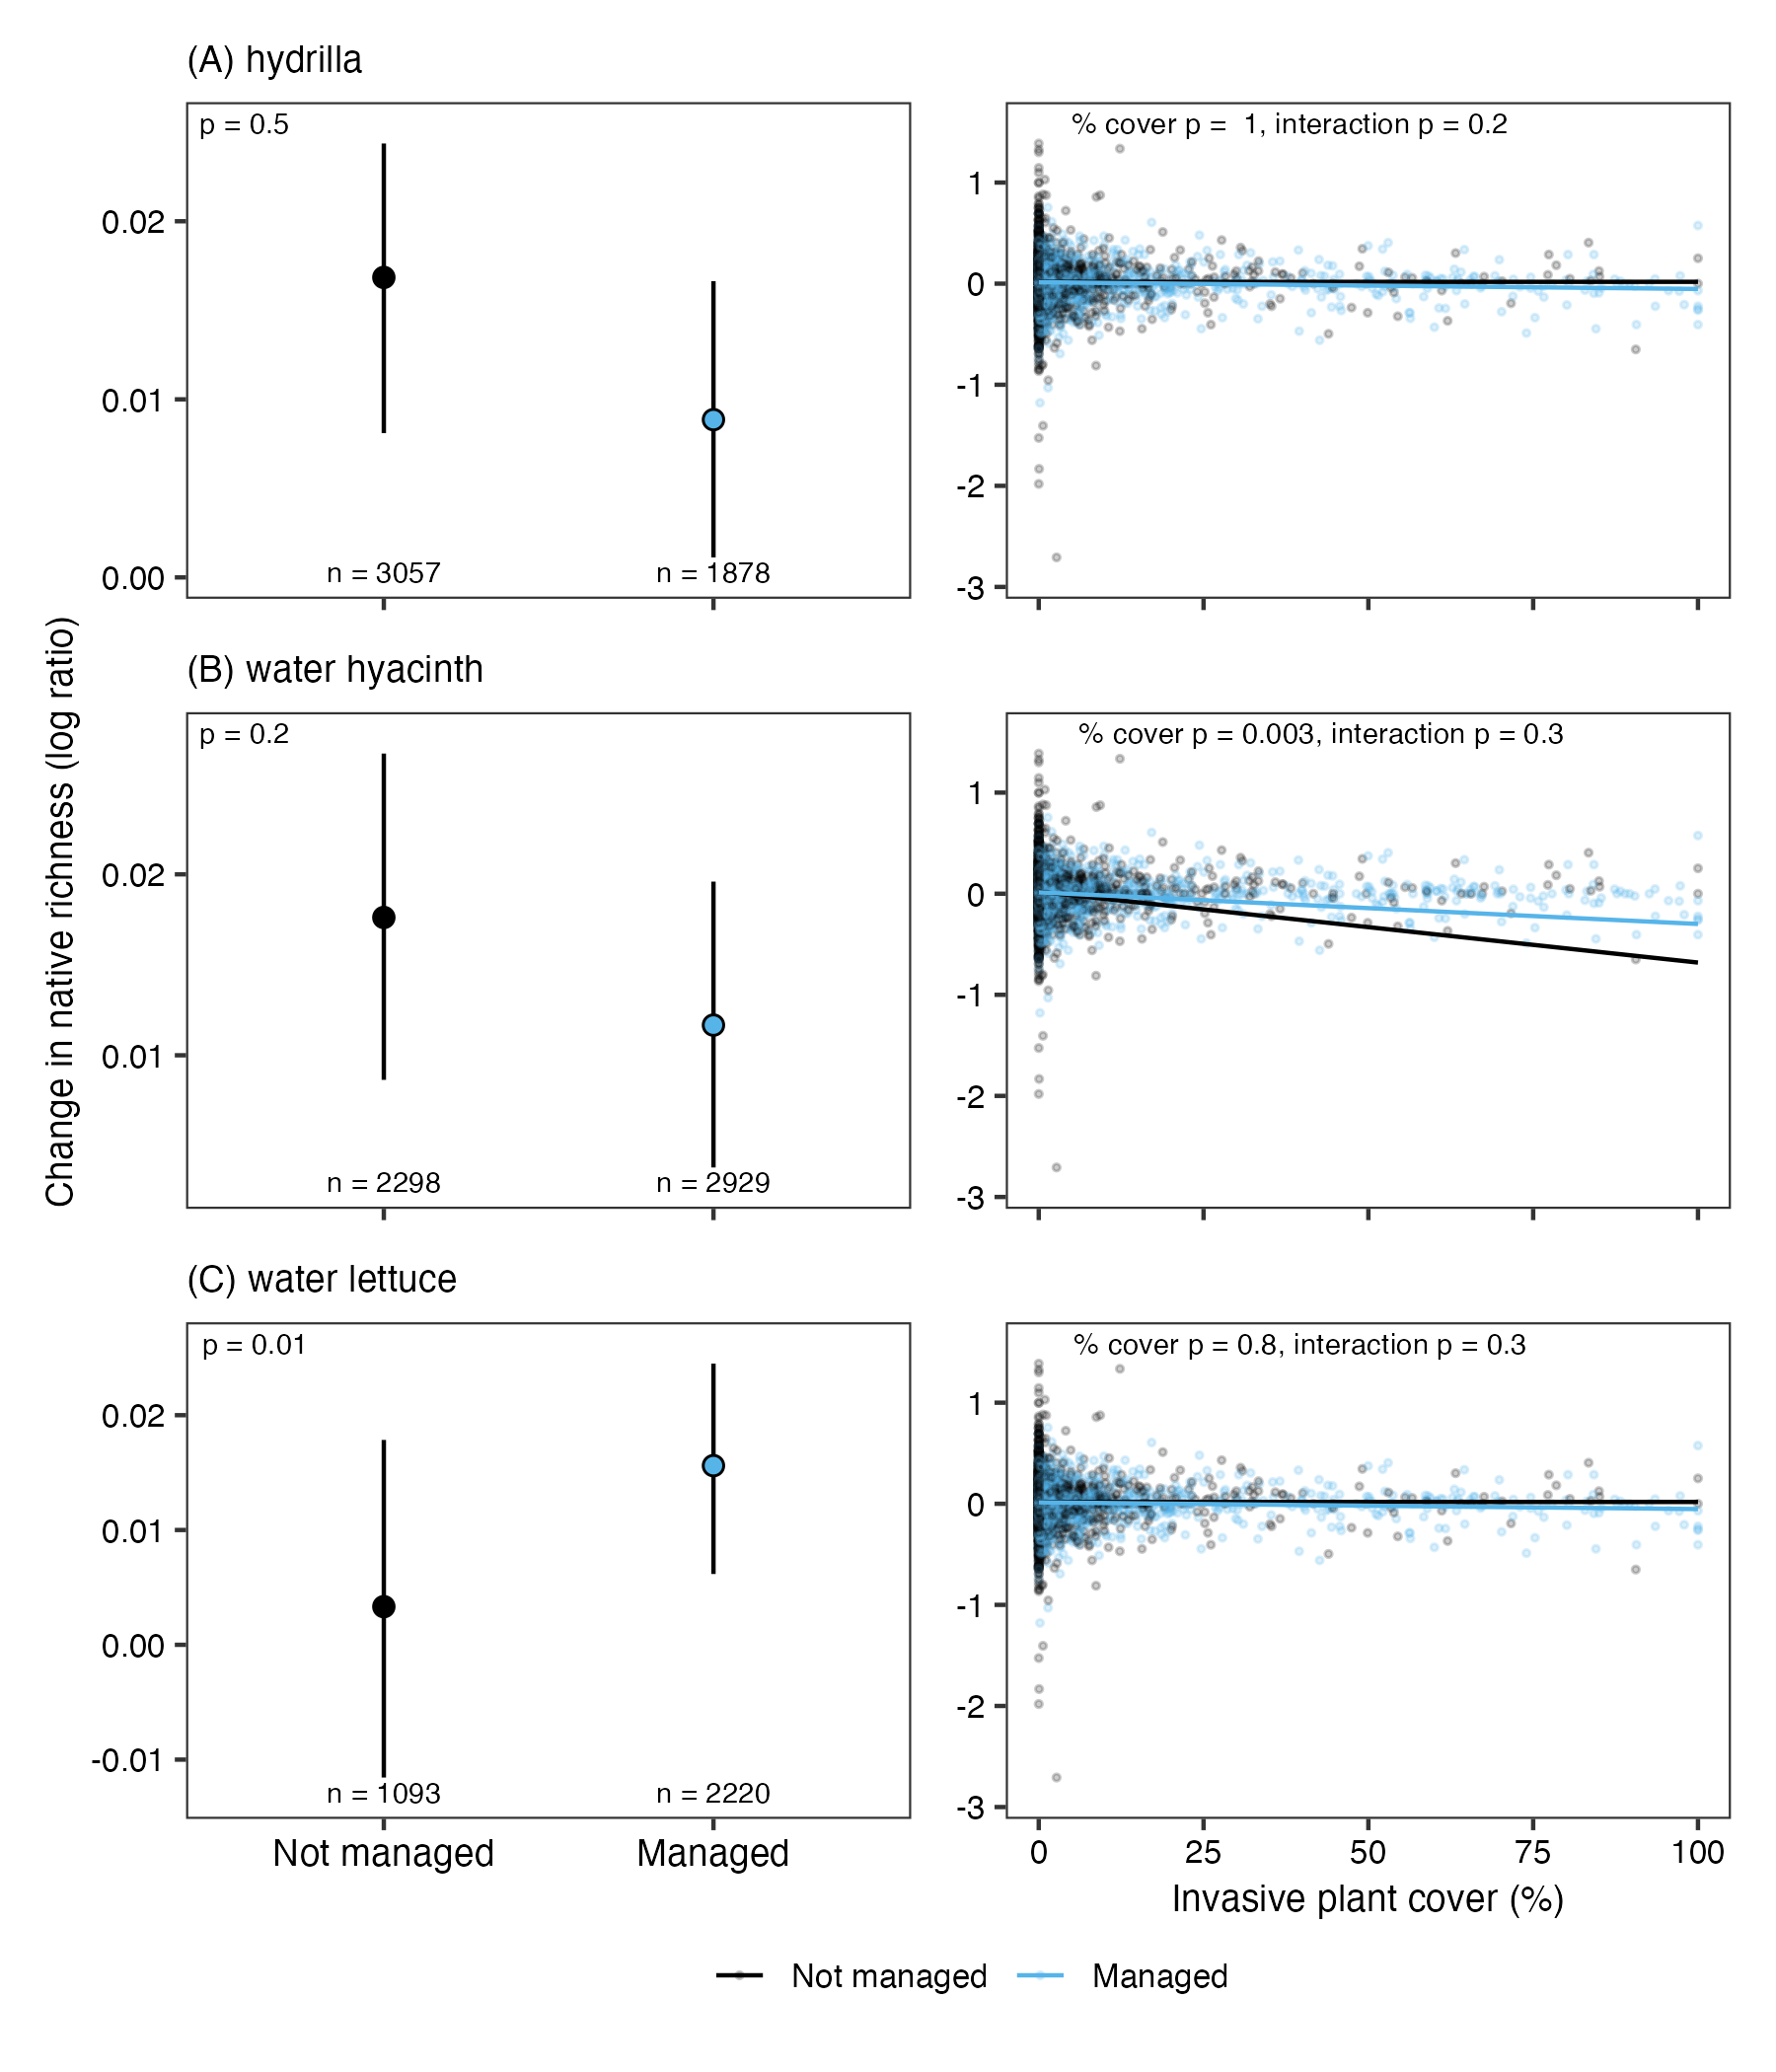 (A) hydrilla
p = 0.5
0.02
0.01
0.00
n = 3057
n = 1878
% cover p =  1, interaction p = 0.2
1
0
-1
-2
-3
Change in native richness (log ratio)
(B) water hyacinth
p = 0.2
0.02
0.01
n = 2298
n = 2929
% cover p = 0.003, interaction p = 0.3
1
0
-1
-2
-3
(C) water lettuce
p = 0.01
0.02
0.01
0.00
-0.01
n = 1093
n = 2220
Not managed
Managed
% cover p = 0.8, interaction p = 0.3
1
0
-1
-2
-3
0 25 50 75 100
Invasive plant cover (%)
Not managed Managed